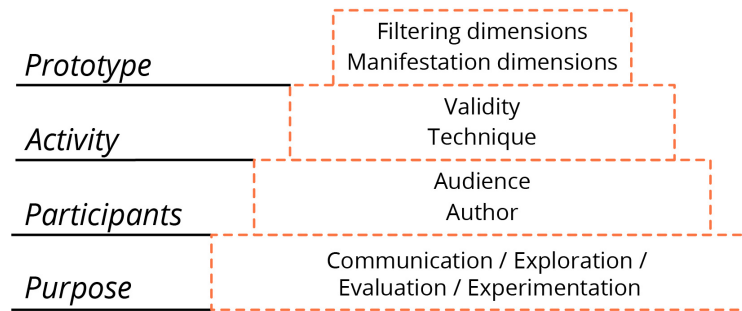 Filtering dimensions
Manifestation dimensions
Prototype
Validity
Technique
Activity
Audience
Author
Participants
Communication / Exploration /
Evaluation / Experimentation
Purpose